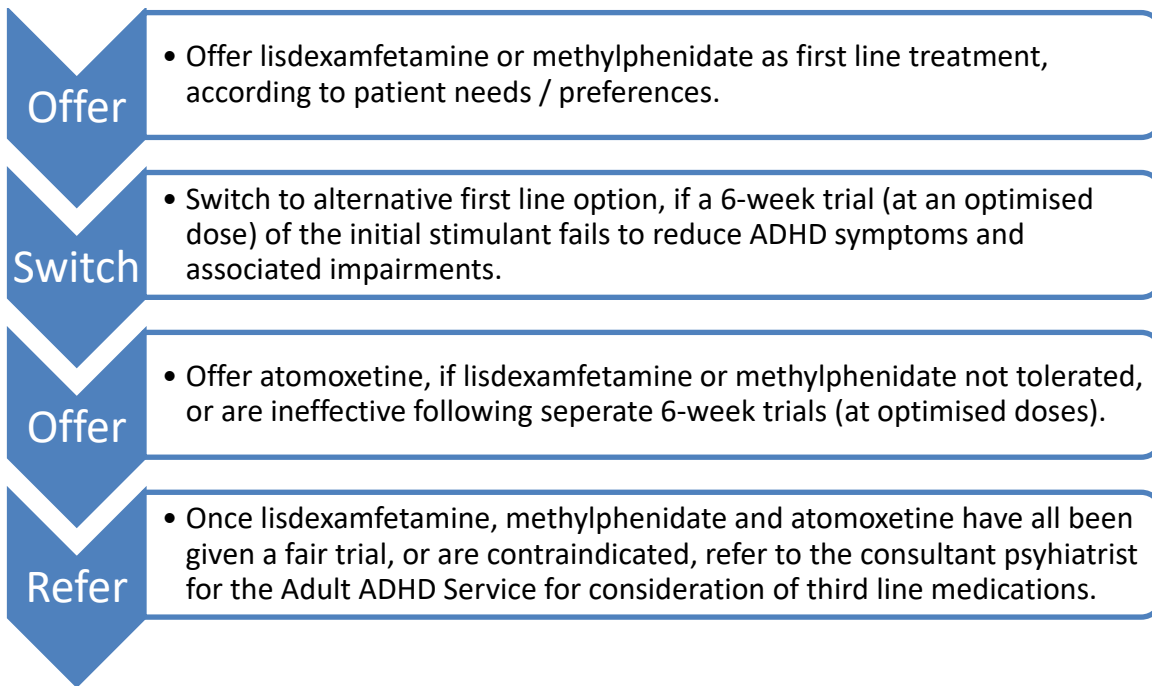 Offer
• Offer lisdexamfetamine or methylphenidate as first line treatment,
according to patient needs / preferences.
Switch
• Switch to alternative first line option, if a 6-week trial (at an optimised
dose) of the initial stimulant fails to reduce ADHD symptoms and
associated impairments.
Offer
• Offer atomoxetine, if lisdexamfetamine or methylphenidate not tolerated,
or are ineffective following seperate 6-week trials (at optimised doses).
Refer
• Once lisdexamfetamine, methylphenidate and atomoxetine have all been
given a fair trial, or are contraindicated, refer to the consultant psyhiatrist
for the Adult ADHD Service for consideration of third line medications.